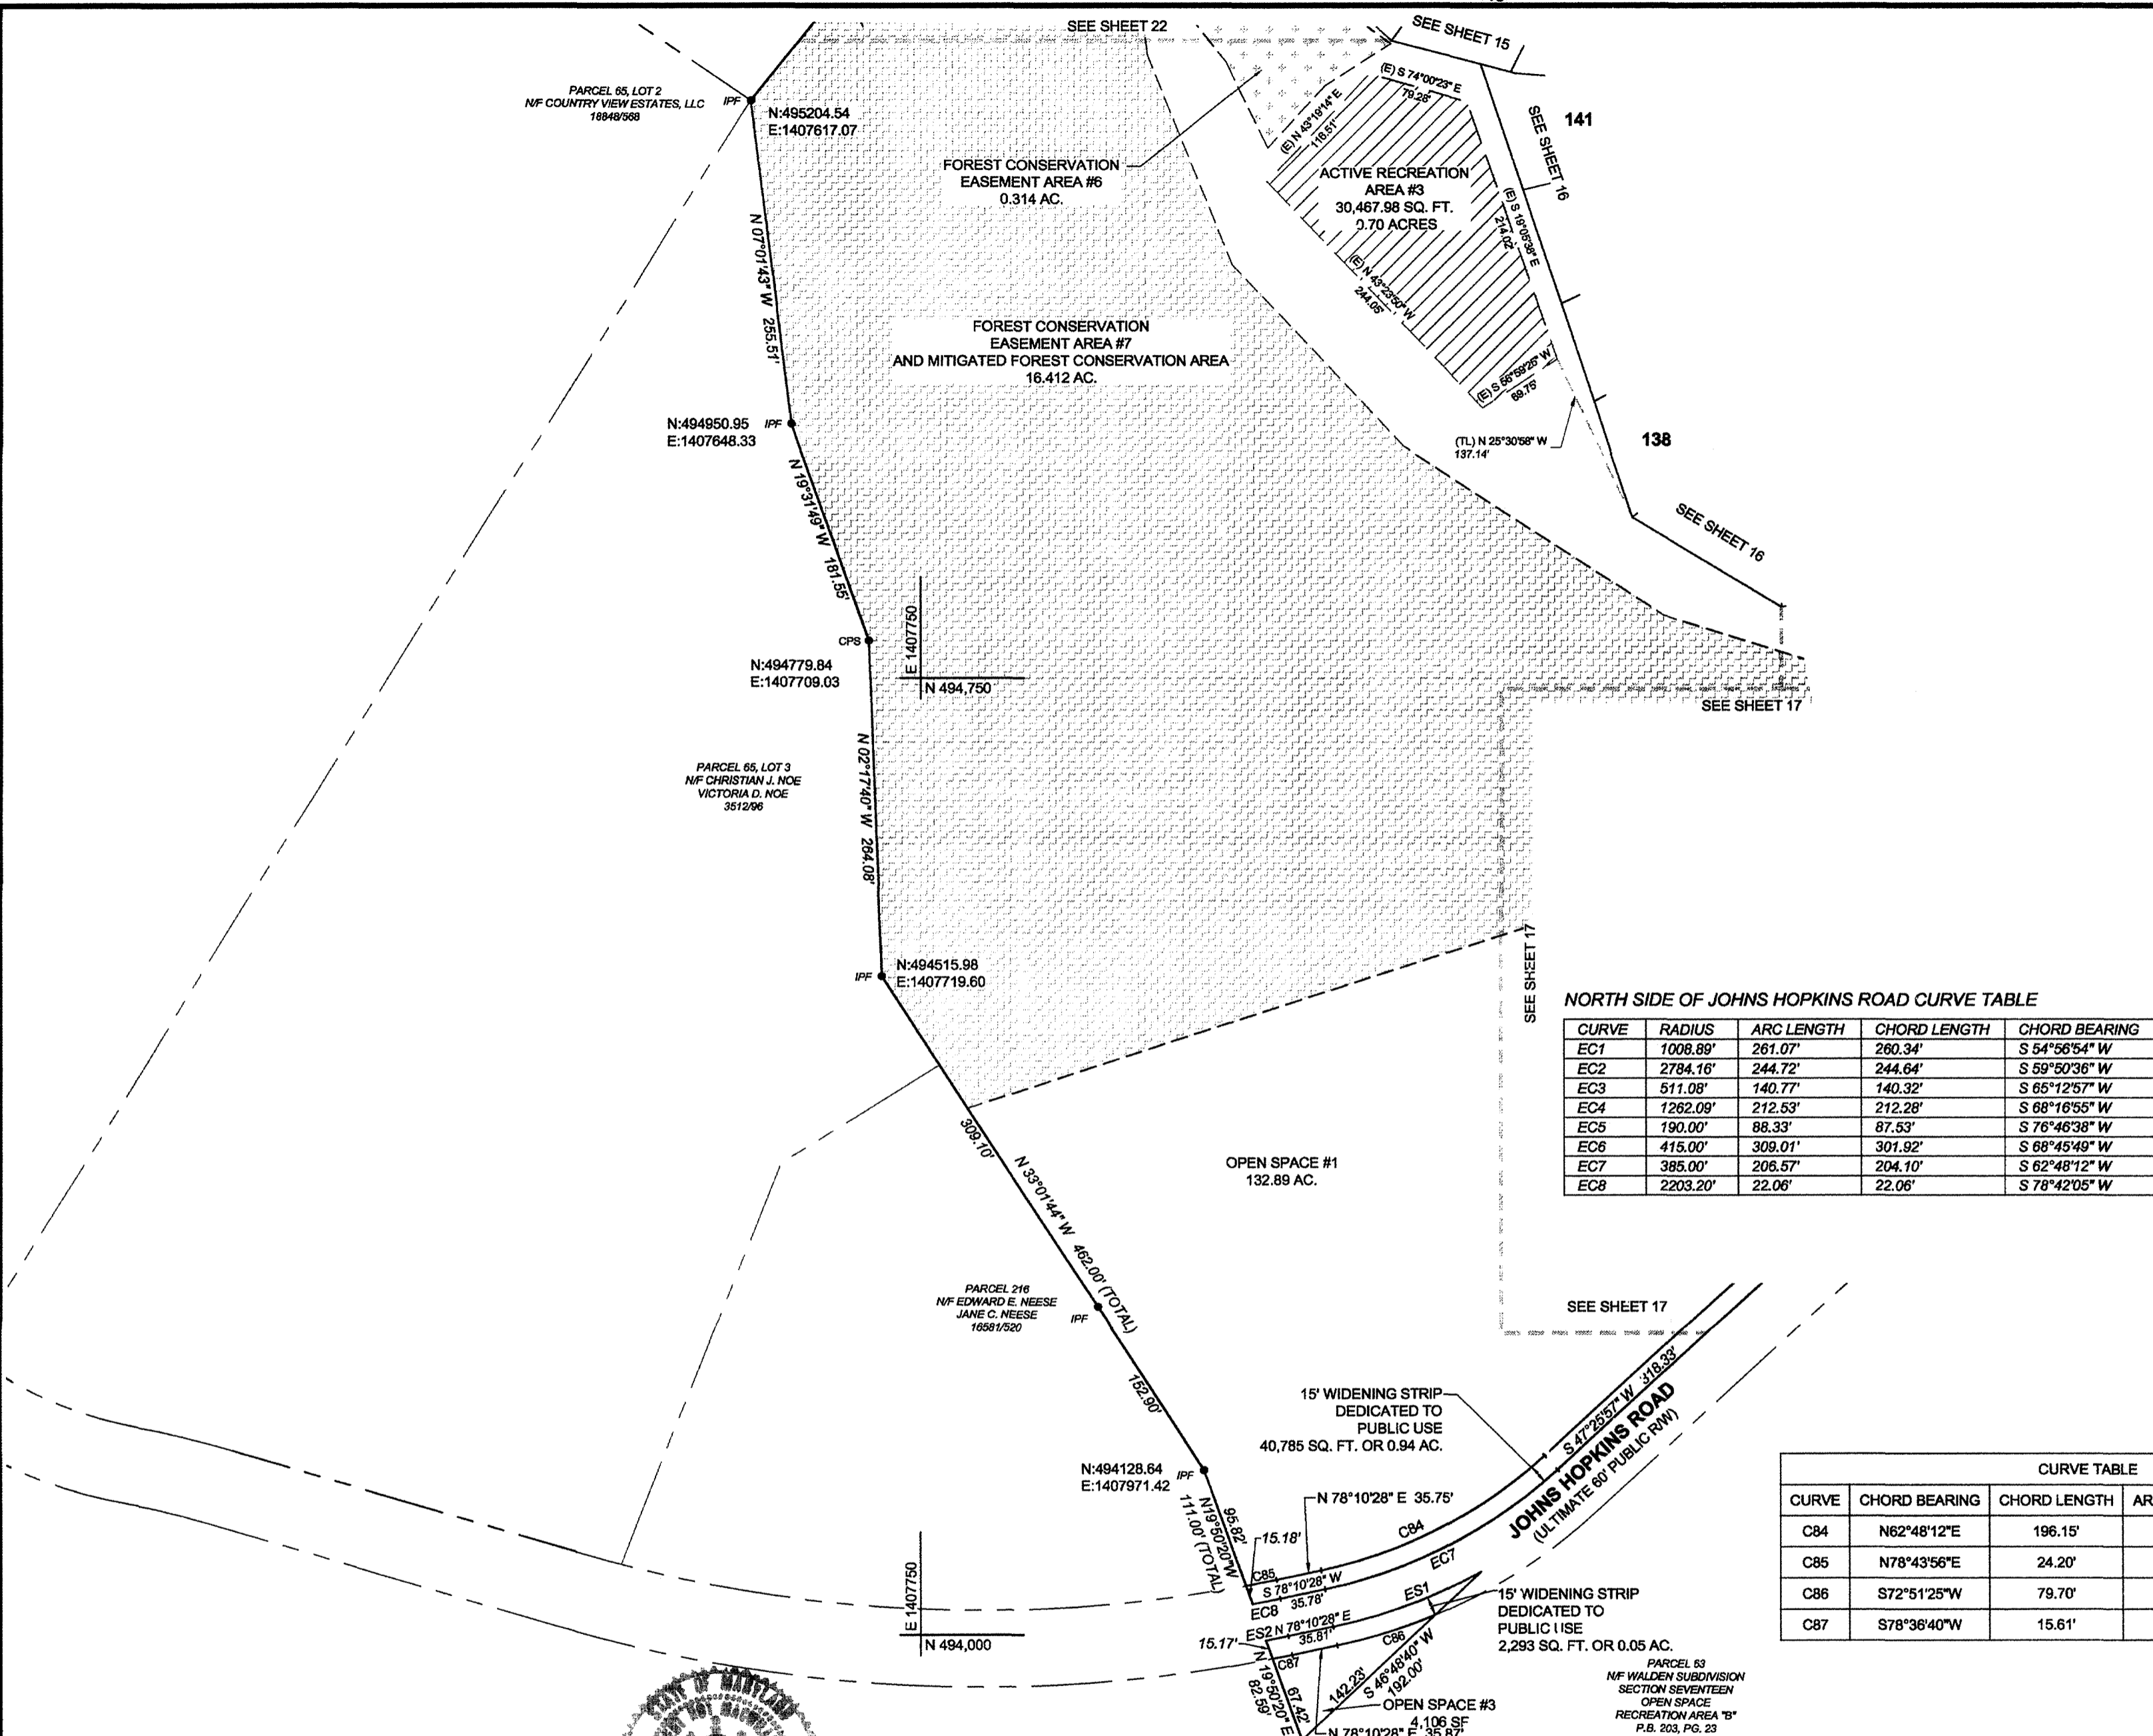 SEE SHEET 22
SEE SHEET 15
PARCEL 65, LOT 2
N/F COUNTRY VIEW ESTATES, LLC
18848/568
IPF
N:495204.54
E:1407617.07
(E) S 74°00'23" E
79.28'
(E) N 43°19'14" E
118.51'
SEE SHEET 16
141
FOREST CONSERVATION
EASEMENT AREA #6
0.314 AC.
ACTIVE RECREATION
AREA #3
30,467.98 SQ. FT.
0.70 ACRES
(E) S 19°05'38" E
214.02'
(E) N 43°23'50" W
244.05'
N 07°01'43" W 255.51'
FOREST CONSERVATION
EASEMENT AREA #7
AND MITIGATED FOREST CONSERVATION AREA
16.412 AC.
(E) S 56°59'25" W
69.75'
N:494950.95
E:1407648.33
IPF
(TL) N 25°30'58" W
137.14'
138
N 19°31'49" W 181.55'
SEE SHEET 16
CPS
N:494779.84
E:1407709.03
E 1407750
N 494,750
SEE SHEET 17
N 02°17'40" W 264.08'
PARCEL 65, LOT 3
N/F CHRISTIAN J. NOE
VICTORIA D. NOE
3512/96
IPF
N:494515.98
E:1407719.60
SEE SHEET 17
NORTH SIDE OF JOHNS HOPKINS ROAD CURVE TABLE
CURVE RADIUS ARC LENGTH CHORD LENGTH CHORD BEARING
EC1 1008.89' 261.07' 260.34' S 54°56'54" W
EC2 2784.16' 244.72' 244.64' S 59°50'36" W
EC3 511.08' 140.77' 140.32' S 65°12'57" W
EC4 1262.09' 212.53' 212.28' S 68°16'55" W
EC5 190.00' 88.33' 87.53' S 76°46'38" W
EC6 415.00' 309.01' 301.92' S 68°45'49" W
EC7 385.00' 206.57' 204.10' S 62°48'12" W
EC8 2203.20' 22.06' 22.06' S 78°42'05" W
309.10'
N 33°01'44" W 462.00' (TOTAL)
OPEN SPACE #1
132.89 AC.
PARCEL 216
N/F EDWARD E. NEESE
JANE C. NEESE
16581/520
IPF
SEE SHEET 17
152.90'
15' WIDENING STRIP
DEDICATED TO
PUBLIC USE
40,785 SQ. FT. OR 0.94 AC.
S 47°25'57" W 318.33'
JOHNS HOPKINS ROAD
(ULTIMATE 60' PUBLIC R/W)
N:494128.64
E:1407971.42
IPF
95.82'
N19°50'20"W
111.00' (TOTAL)
N 78°10'28" E 35.75'
15.18'
C84
C85
S 78°10'28" W
35.78'
EC7
EC8
ES1
ES2
N 78°10'28" E
35.81'
15.17'
C86
C87
15' WIDENING STRIP
DEDICATED TO
PUBLIC USE
2,293 SQ. FT. OR 0.05 AC.
CURVE TABLE
CURVE CHORD BEARING CHORD LENGTH AR
C84 N62°48'12"E 196.15'
C85 N78°43'56"E 24.20'
C86 S72°51'25"W 79.70'
C87 S78°36'40"W 15.61'
E 1407750
N 494,000
67.42'
N 19°50'20" E
82.59'
142.23'
S 46°48'40" W
192.00'
OPEN SPACE #3
4,106 SF
N 78°10'28" E 35.87'
PARCEL 53
N/F WALDEN SUBDIVISION
SECTION SEVENTEEN
OPEN SPACE
RECREATION AREA "B"
P.B. 203, PG. 23
STATE OF MARYLAND